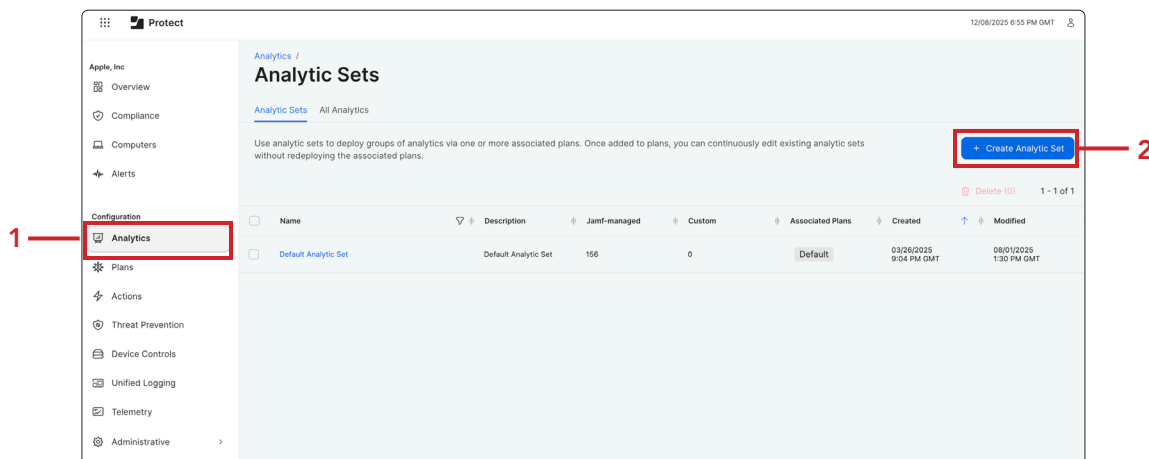 Protect
12/08/2025 6:55 PM GMT
Apple, Inc
Overview
Compliance
Computers
Alerts
Configuration
1
Analytics
Plans
Actions
Threat Prevention
Device Controls
Unified Logging
Telemetry
Administrative
Analytics /
Analytic Sets
Analytic Sets All Analytics
Use analytic sets to deploy groups of analytics via one or more associated plans. Once added to plans, you can continuously edit existing analytic sets
without redeploying the associated plans.
+ Create Analytic Set
2
Delete (0) 1 - 1 of 1
Name Description Jamf-managed Custom Associated Plans Created Modified
Default Analytic Set Default Analytic Set 156 0 Default 03/26/2025 08/01/2025
9:04 PM GMT 1:30 PM GMT